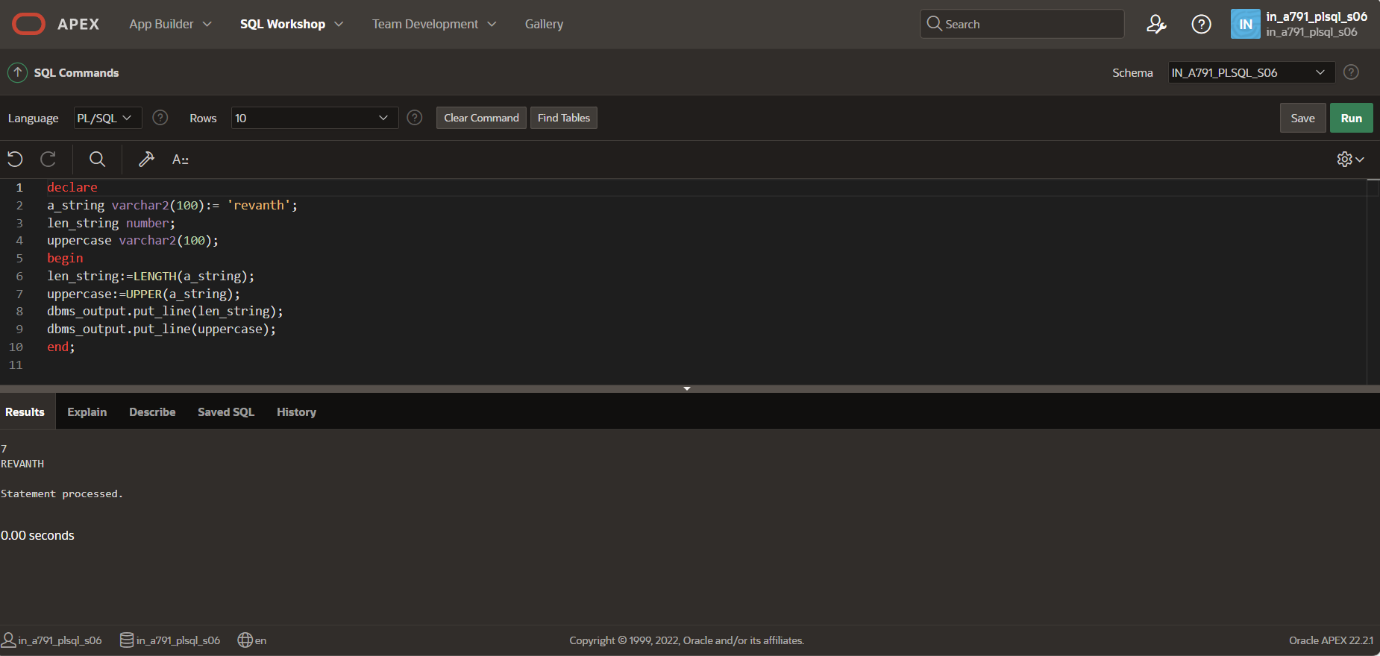 APEX App Builder SQL Workshop Team Development Gallery Search in_a791_plsql_s06
IN in_a791_plsql_s06
SQL Commands Schema IN_A791_PLSQL_S06
Language PL/SQL Rows 10 Clear Command Find Tables Save Run
A::
1 declare
2 a_string varchar2(100):= 'revanth';
3 len_string number;
4 uppercase varchar2(100);
5 begin
6 len_string:=LENGTH(a_string);
7 uppercase:=UPPER(a_string);
8 dbms_output.put_line(len_string);
9 dbms_output.put_line(uppercase);
10 end;
11
Results Explain Describe Saved SQL History
7
REVANTH
Statement processed.
0.00 seconds
in_a791_plsql_s06 in_a791_plsql_s06 en Copyright © 1999, 2022, Oracle and/or its affiliates. Oracle APEX 22.2.1